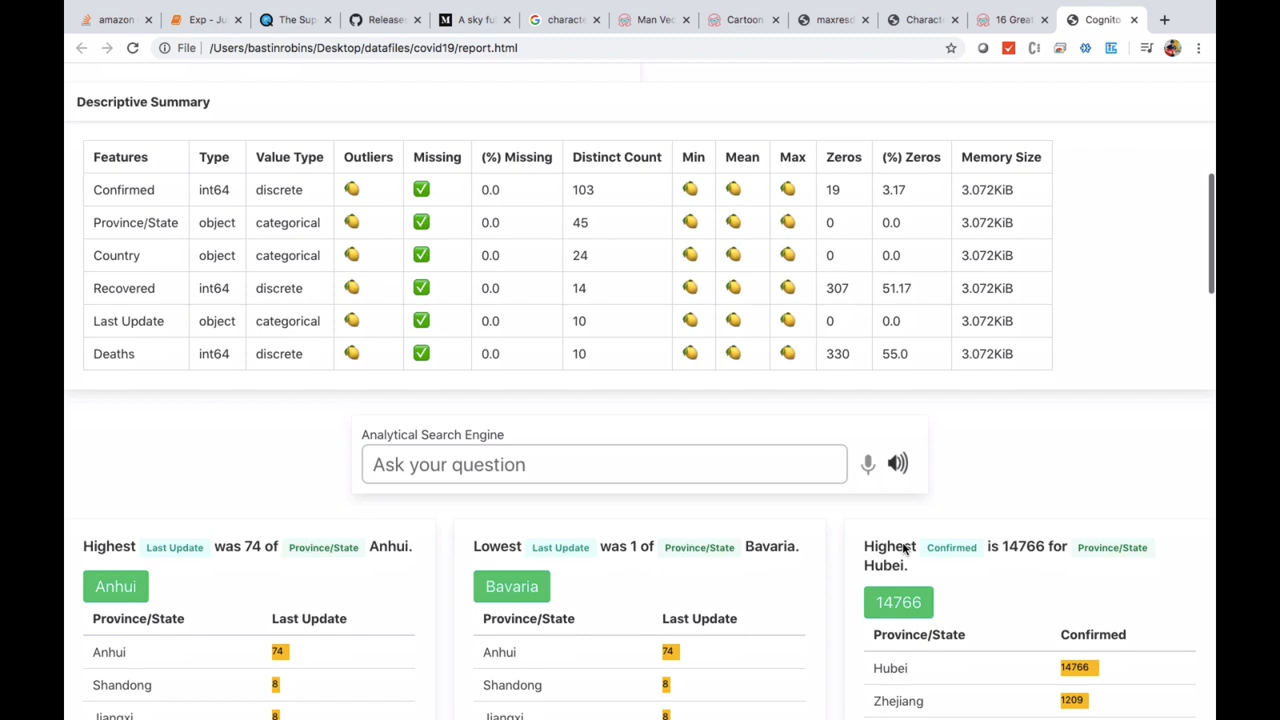 amazon
Exp - Ju
The Sup
Release
A sky fu
characte
Man Vec
Cartoon
maxresd
Charact
16 Great
Cognito
File | /Users/bastinrobins/Desktop/datafiles/covid19/report.html
Descriptive Summary
Features Type Value Type Outliers Missing (%) Missing Distinct Count Min Mean Max Zeros (%) Zeros Memory Size
Confirmed int64 discrete 0.0 103 19 3.17 3.072KiB
Province/State object categorical 0.0 45 0 0.0 3.072KiB
Country object categorical 0.0 24 0 0.0 3.072KiB
Recovered int64 discrete 0.0 14 307 51.17 3.072KiB
Last Update object categorical 0.0 10 0 0.0 3.072KiB
Deaths int64 discrete 0.0 10 330 55.0 3.072KiB
Analytical Search Engine
Ask your question
Highest Last Update was 74 of Province/State Anhui.
Anhui
Province/State Last Update
Anhui 74
Shandong 8
Jiangxi 8
Lowest Last Update was 1 of Province/State Bavaria.
Bavaria
Province/State Last Update
Anhui 74
Shandong 8
Jiangxi 8
Highest Confirmed is 14766 for Province/State
Hubei.
14766
Province/State Confirmed
Hubei 14766
Zhejiang 1209